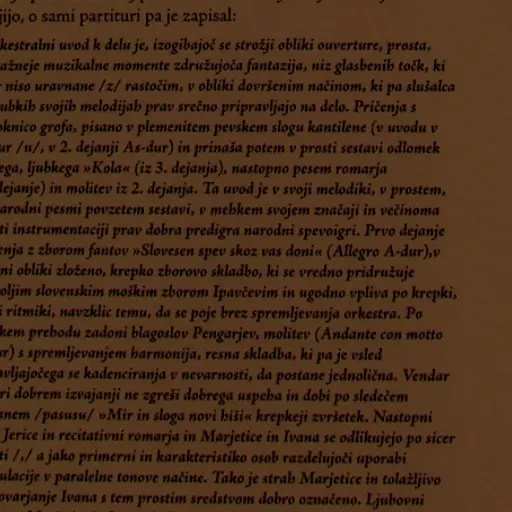 jijo, o sami partituri pa je zapisal:
kestralni uvod k delu je, izogibajoč se strožji obliki ouverture, prosta,
ažneje muzikalne momente združujoča fantazija, niz glasbenih točk, ki
niso uravnane /z/ rastočim, v obliki dovršenim načinom, ki pa slušalca
ubkih svojih melodijah prav srečno pripravljajo na delo. Pričenja s
oknico grofa, pisano v plemenitem pevskem slogu kantilene (v uvodu v
ur /u/, v 2. dejanji As-dur) in prinaša potem v prosti sestavi odlomek
ega, ljubkega »Kola« (iz 3. dejanja), nastopno pesem romarja
dejanje) in molitev iz 2. dejanja. Ta uvod je v svoji melodiki, v prostem,
arodni pesmi povzetem sestavi, v mehkem svojem značaji in večinoma
ti instrumentaciji prav dobra predigra narodni spevoigri. Prvo dejanje
enja z zborom fantov »Slovesen spev skoz vas doni« (Allegro A-dur),v
ni obliki zloženo, krepko zborovo skladbo, ki se vredno pridružuje
oljim slovenskim moškim zborom Ipavčevim in ugodno vpliva po krepki,
i ritmiki, navzklic temu, da se poje brez spremljevanja orkestra. Po
kem prehodu zadoni blagoslov Pengarjev, molitev (Andante con motto
ur) s spremljevanjem harmonija, resna skladba, ki pa je vsled
avljajočega se kadenciranja v nevarnosti, da postane jednolična. Vendar
ri dobrem izvajanji ne zgreši dobrega uspeha in dobi po sledečem
anem /pasusu/ »Mir in sloga novi hiši« krepkeji zvršetek. Nastopni
Jerice in recitativni romarja in Marjetice in Ivana se odlikujejo po sicer
ti /,/ a jako primerni in karakteristiko osob razdelujoči uporabi
ulacije v paralelne tonove načine. Tako je strah Marjetice in tolažljivo
ovarjanje Ivana s tem prostim sredstvom dobro označeno. Ljubovni